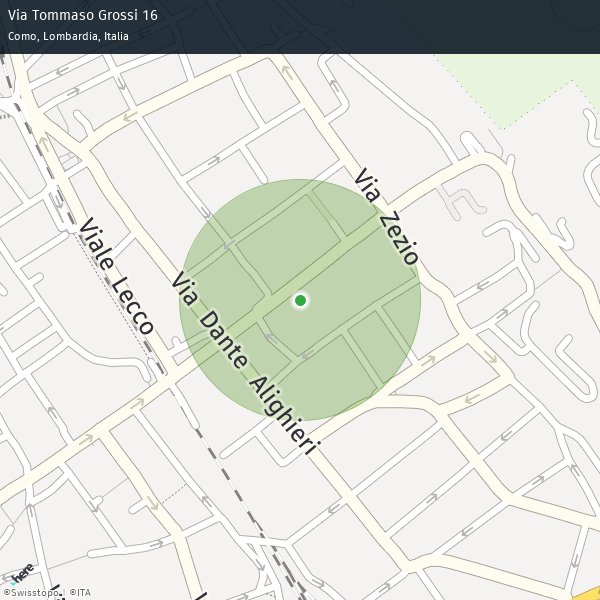 Via Tommaso Grossi 16
Como, Lombardia, Italia
Via Zezio
Viale Lecco
Via Dante Alighieri
here
©Swisstopo | ©ITA